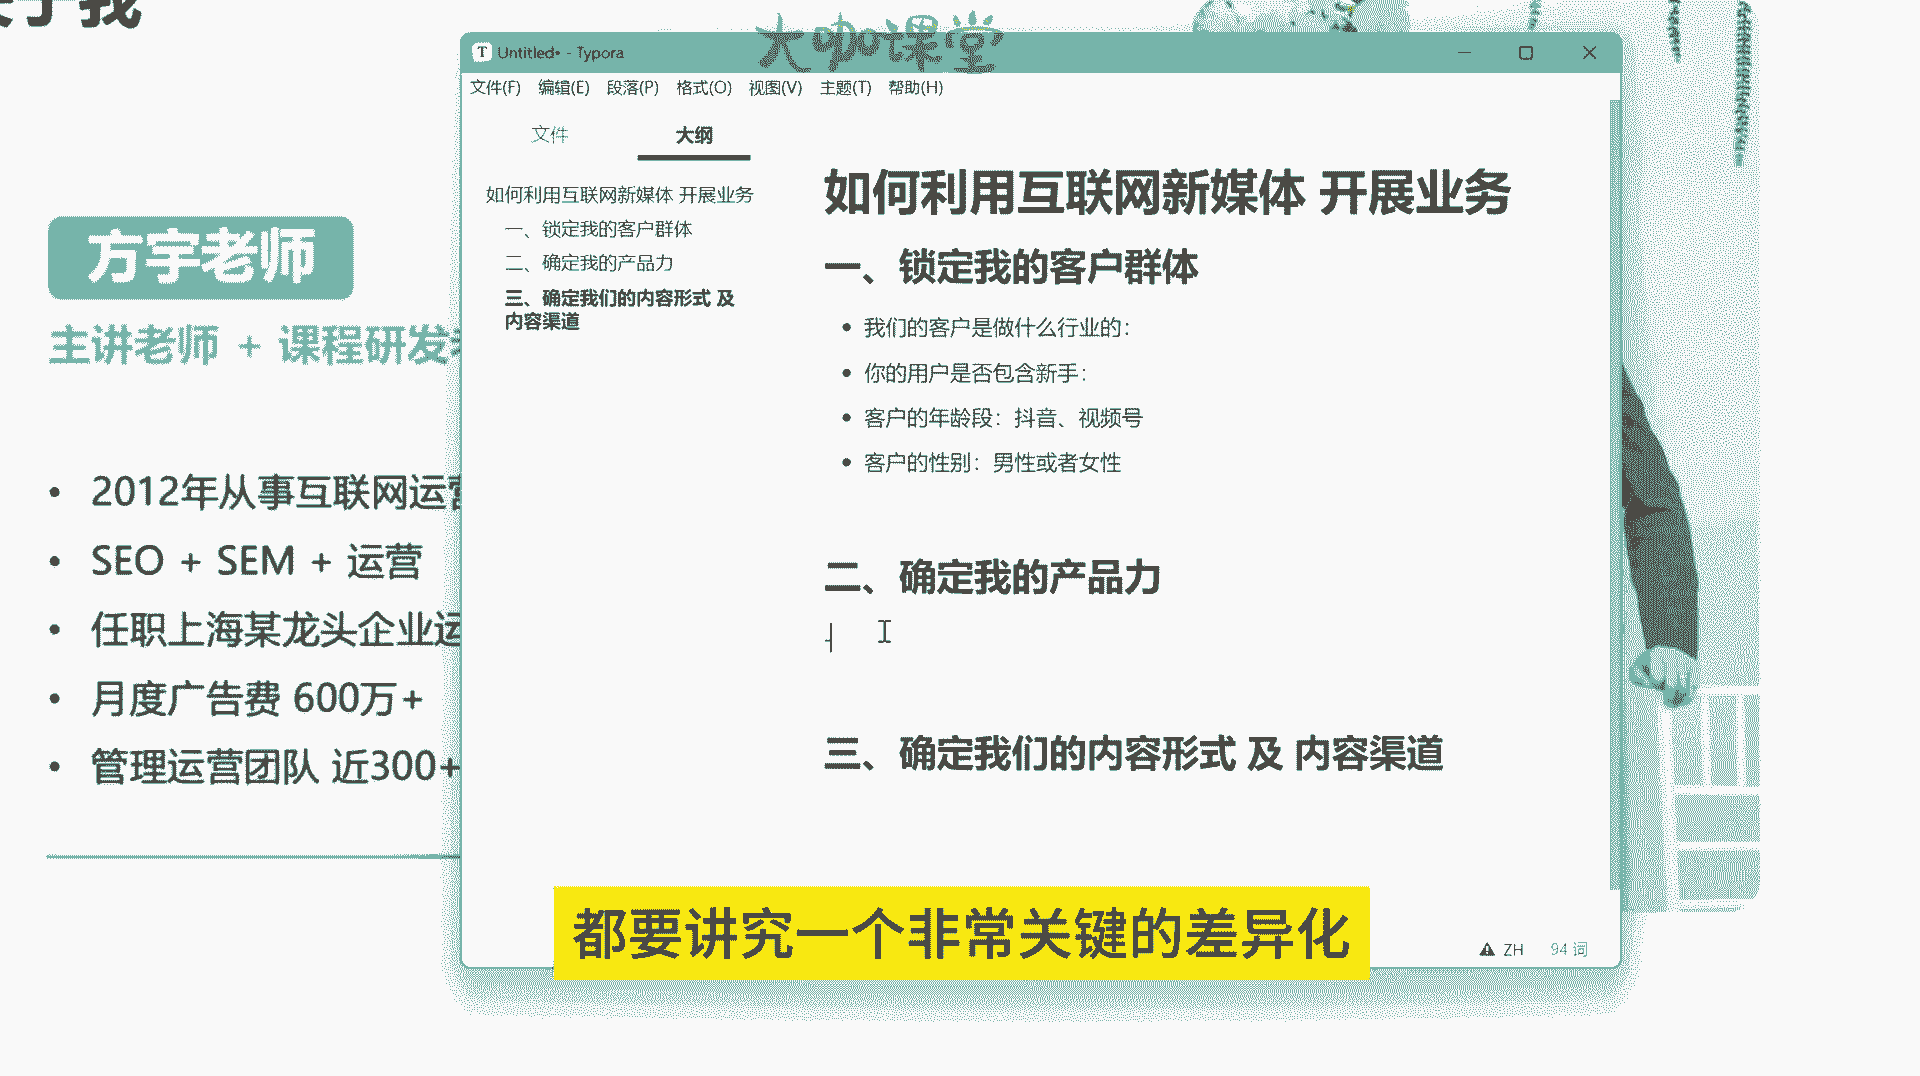 关于我
大咖课堂
方宇老师
主讲老师 + 课程研发
2012年从事互联网运营
SEO + SEM + 运营
任职上海某龙头企业运
月度广告费 600万+
管理运营团队 近300+
Untitled• - Typora
文件(F) 编辑(E) 段落(P) 格式(O) 视图(V) 主题(T) 帮助(H)
文件 大纲
如何利用互联网新媒体 开展业务
一、锁定我的客户群体
二、确定我的产品力
三、确定我们的内容形式 及
内容渠道
如何利用互联网新媒体 开展业务
一、锁定我的客户群体
我们的客户是做什么行业的：
你的用户是否包含新手：
客户的年龄段：抖音、视频号
客户的性别：男性或者女性
二、确定我的产品力
-
三、确定我们的内容形式 及 内容渠道
都要讲究一个非常关键的差异化
ZH 94 词